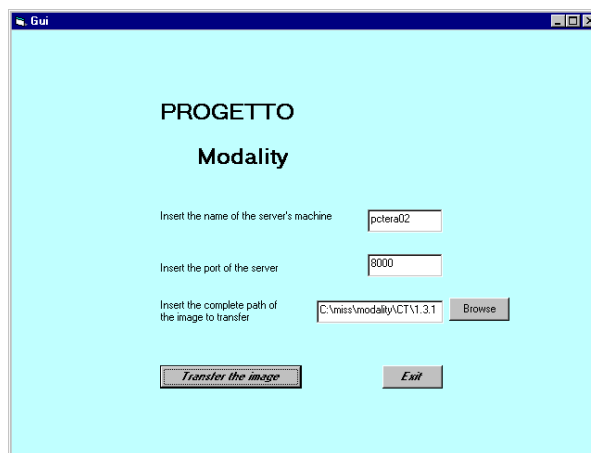 Gui
PROGETTO
Modality
Insert the name of the server's machine
pctera02
Insert the port of the server
8000
Insert the complete path of
the image to transfer
C:\miss\modality\CT\1.3.1
Browse
Transfer the image
Exit